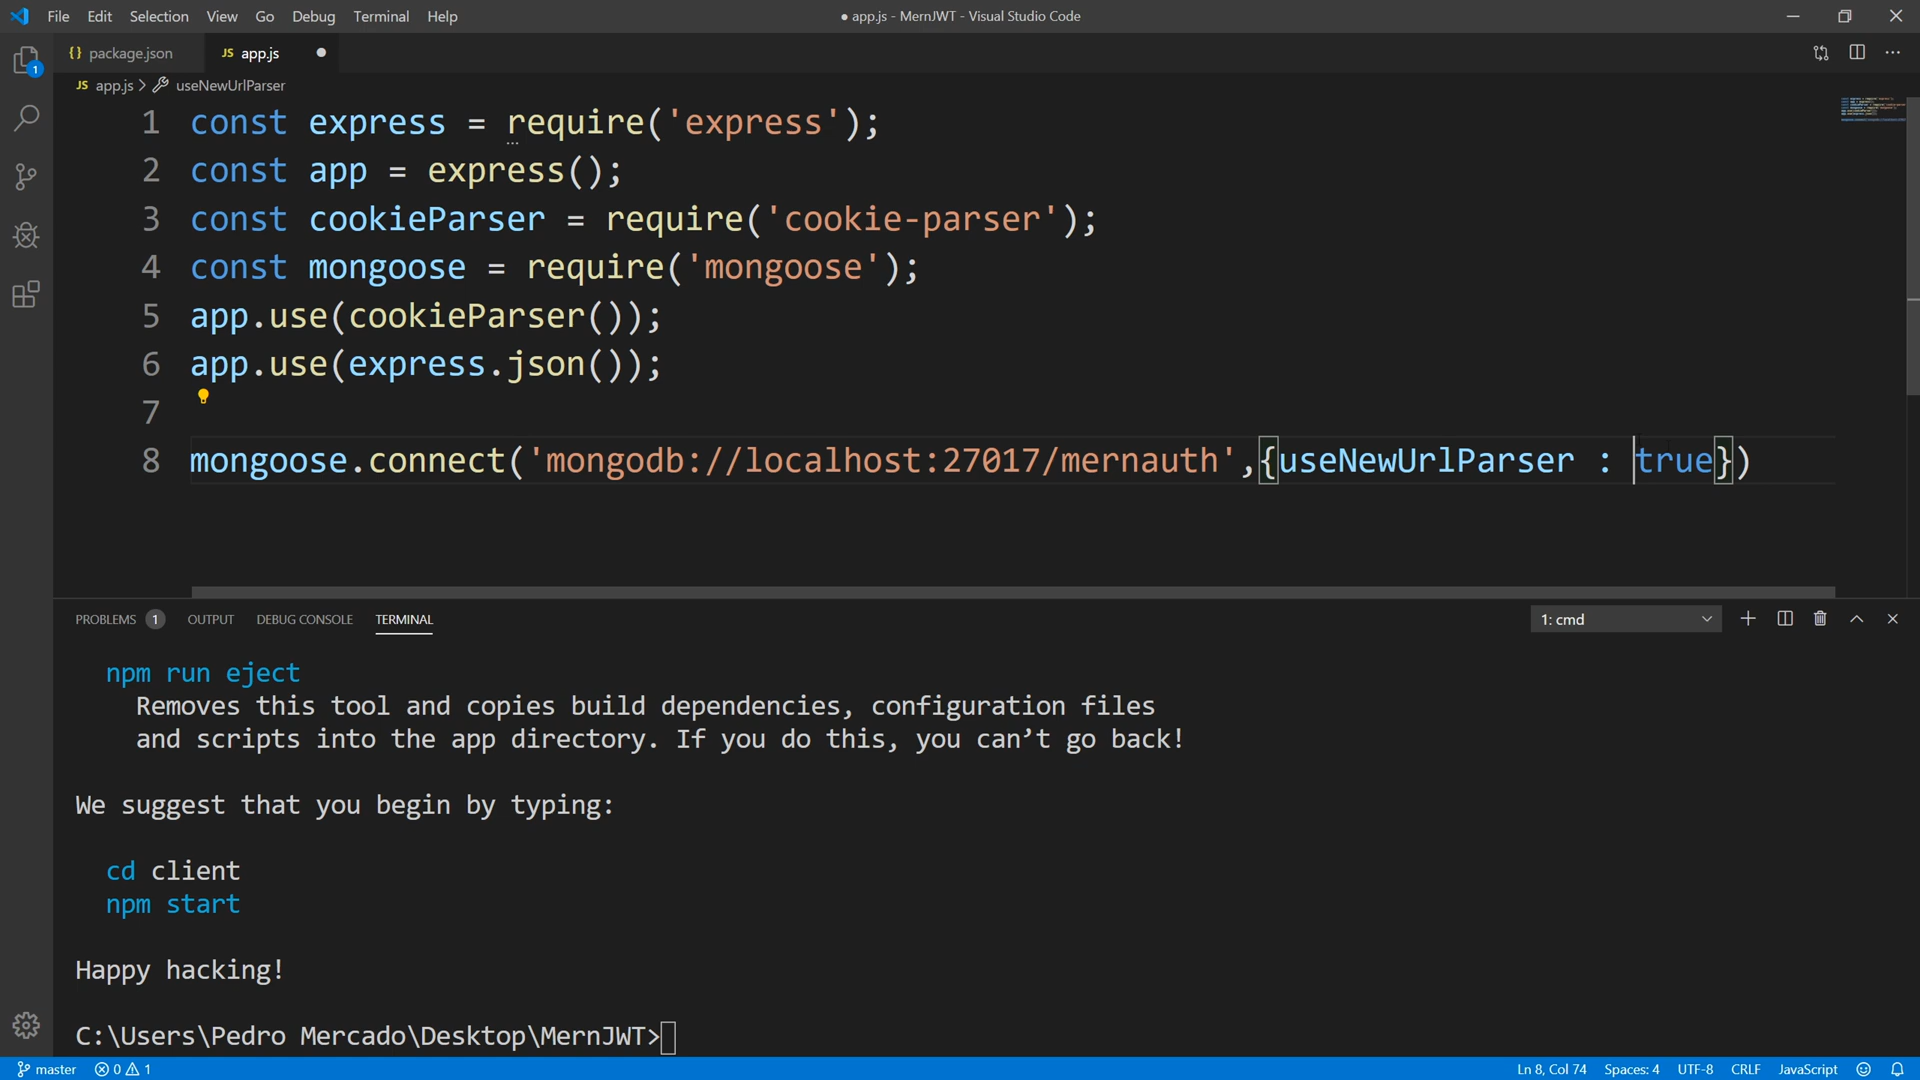 File Edit Selection View Go Debug Terminal Help
● app.js - MernJWT - Visual Studio Code
{} package.json
JS app.js ●
JS app.js > useNewUrlParser
1 const express = require('express');
2 const app = express();
3 const cookieParser = require('cookie-parser');
4 const mongoose = require('mongoose');
5 app.use(cookieParser());
6 app.use(express.json());
7
8 mongoose.connect('mongodb://localhost:27017/mernauth',{useNewUrlParser : true})
PROBLEMS 1 OUTPUT DEBUG CONSOLE TERMINAL
1: cmd
npm run eject
Removes this tool and copies build dependencies, configuration files
and scripts into the app directory. If you do this, you can’t go back!
We suggest that you begin by typing:
cd client
npm start
Happy hacking!
C:\Users\Pedro Mercado\Desktop\MernJWT>
1
master 0 1
Ln 8, Col 74 Spaces: 4 UTF-8 CRLF JavaScript